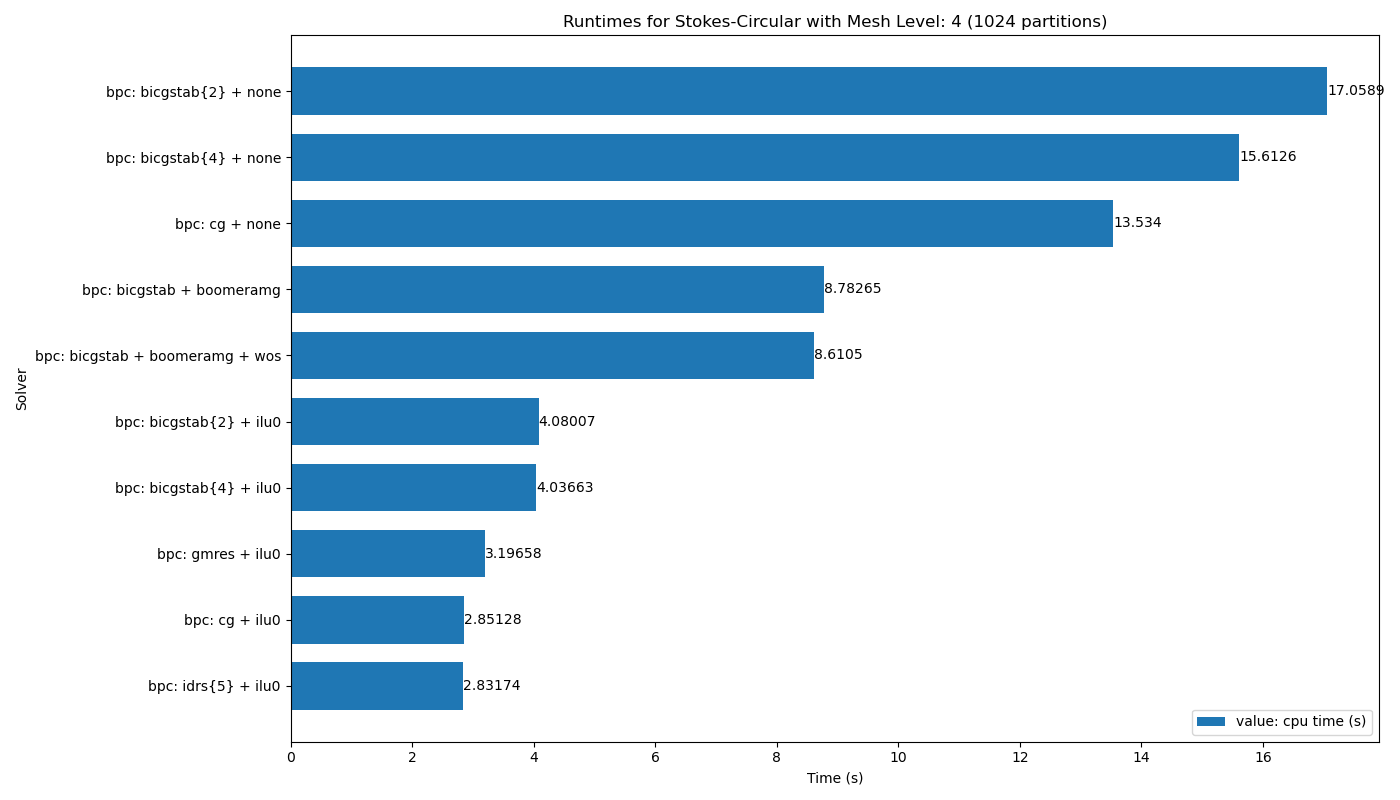 Runtimes for Stokes-Circular with Mesh Level: 4 (1024 partitions)
Solver
bpc: bicgstab{2} + none 17.0589
bpc: bicgstab{4} + none 15.6126
bpc: cg + none 13.534
bpc: bicgstab + boomeramg 8.78265
bpc: bicgstab + boomeramg + wos 8.6105
bpc: bicgstab{2} + ilu0 4.08007
bpc: bicgstab{4} + ilu0 4.03663
bpc: gmres + ilu0 3.19658
bpc: cg + ilu0 2.85128
bpc: idrs{5} + ilu0 2.83174
value: cpu time (s)
0 2 4 6 8 10 12 14 16
Time (s)